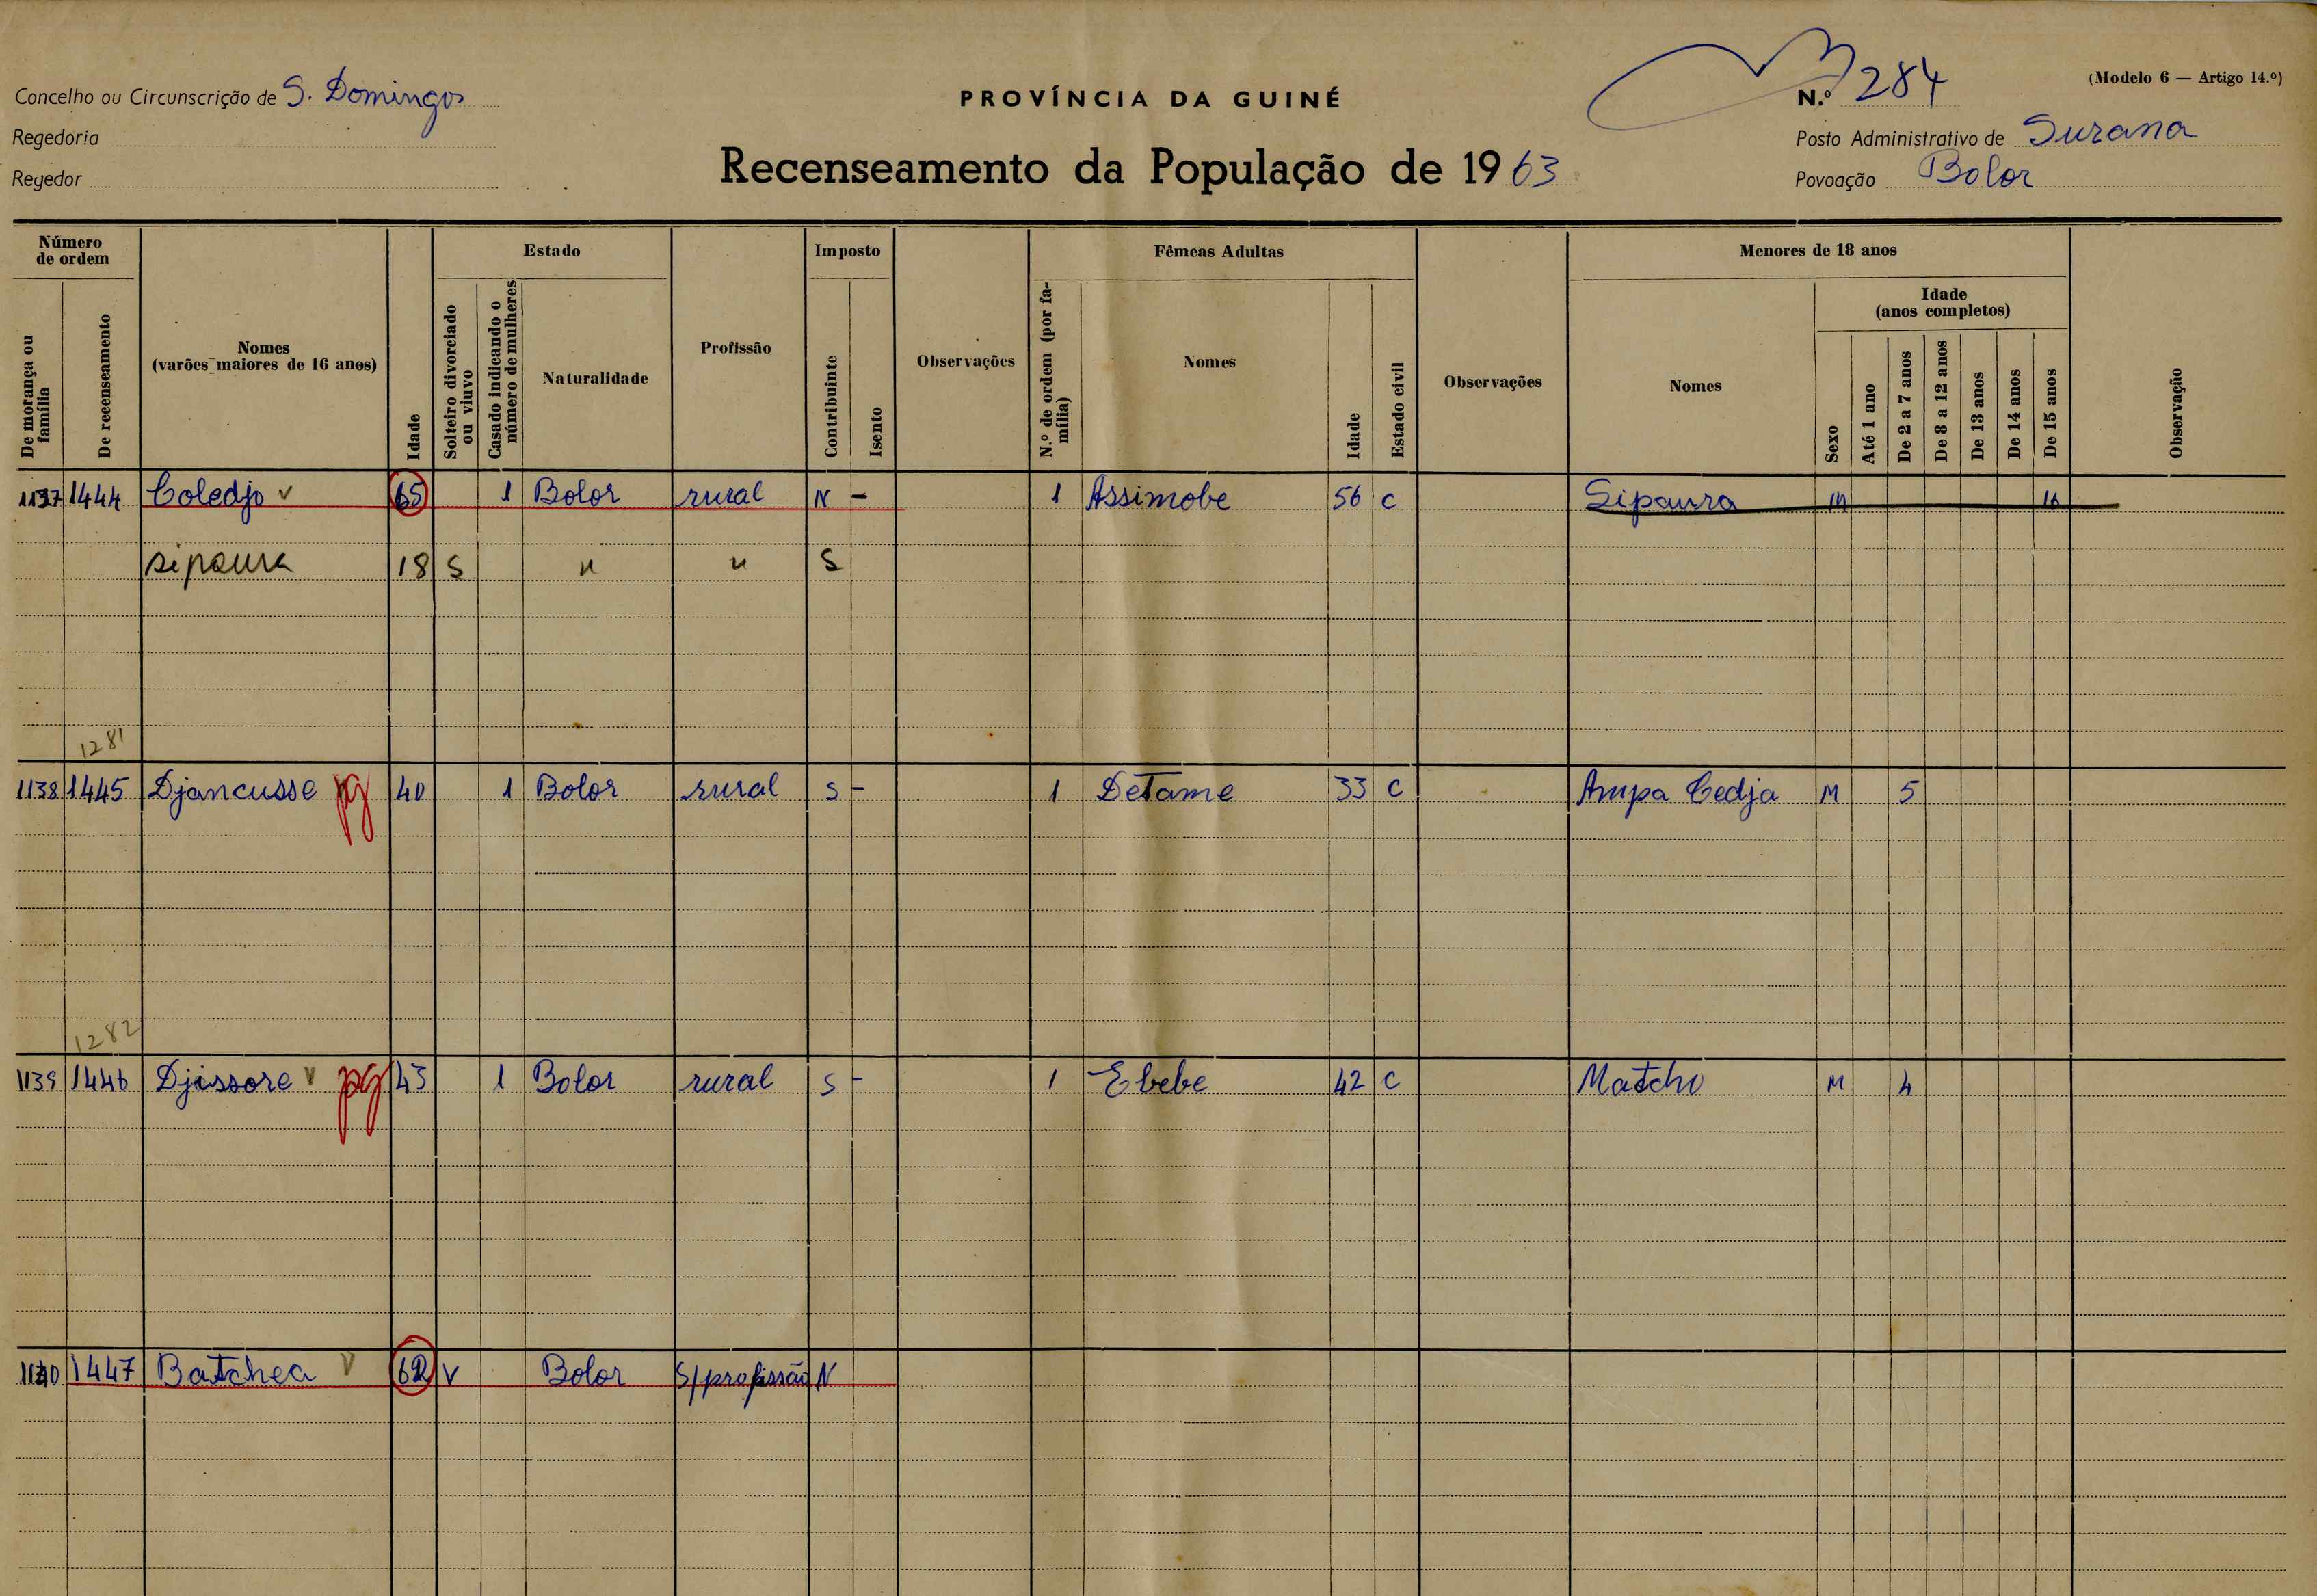 Concelho ou Circunscrição de S. Domingos
Regedoria
Regedor
PROVÍNCIA DA GUINÉ
Recenseamento da População de 1963
(Modelo 6 — Artigo 14.º)
N.º 284
Posto Administrativo de Suzana
Povoação Bolor
Número de ordem
De morança ou família
De recenseamento
Nomes (varões maiores de 16 anos)
Idade
Estado
Solteiro divorciado ou viuvo
Casado indicando o número de mulheres
Naturalidade
Profissão
Imposto
Contribuinte
Isento
Observações
Fêmeas Adultas
N.º de ordem (por família)
Nomes
Idade
Estado civil
Observações
Menores de 18 anos
Nomes
Idade (anos completos)
Sexo
Até 1 ano
De 2 a 7 anos
De 8 a 12 anos
De 13 anos
De 14 anos
De 15 anos
Observação
1137 1444 Coledjo v 65 1 Bolor rural N - 1 Assimobe 56 C Sipaura M 16
sipaura 18 S " " S
1281
1138 1445 Djancusse pg 40 1 Bolor rural S - 1 Detame 33 C Ampa Cedja M 5
1282
1139 1446 Djissore v pg 43 1 Bolor rural S - 1 Ebebe 42 C Matcho M 4
1140 1447 Batchea v 62 V Bolor S/profissão N